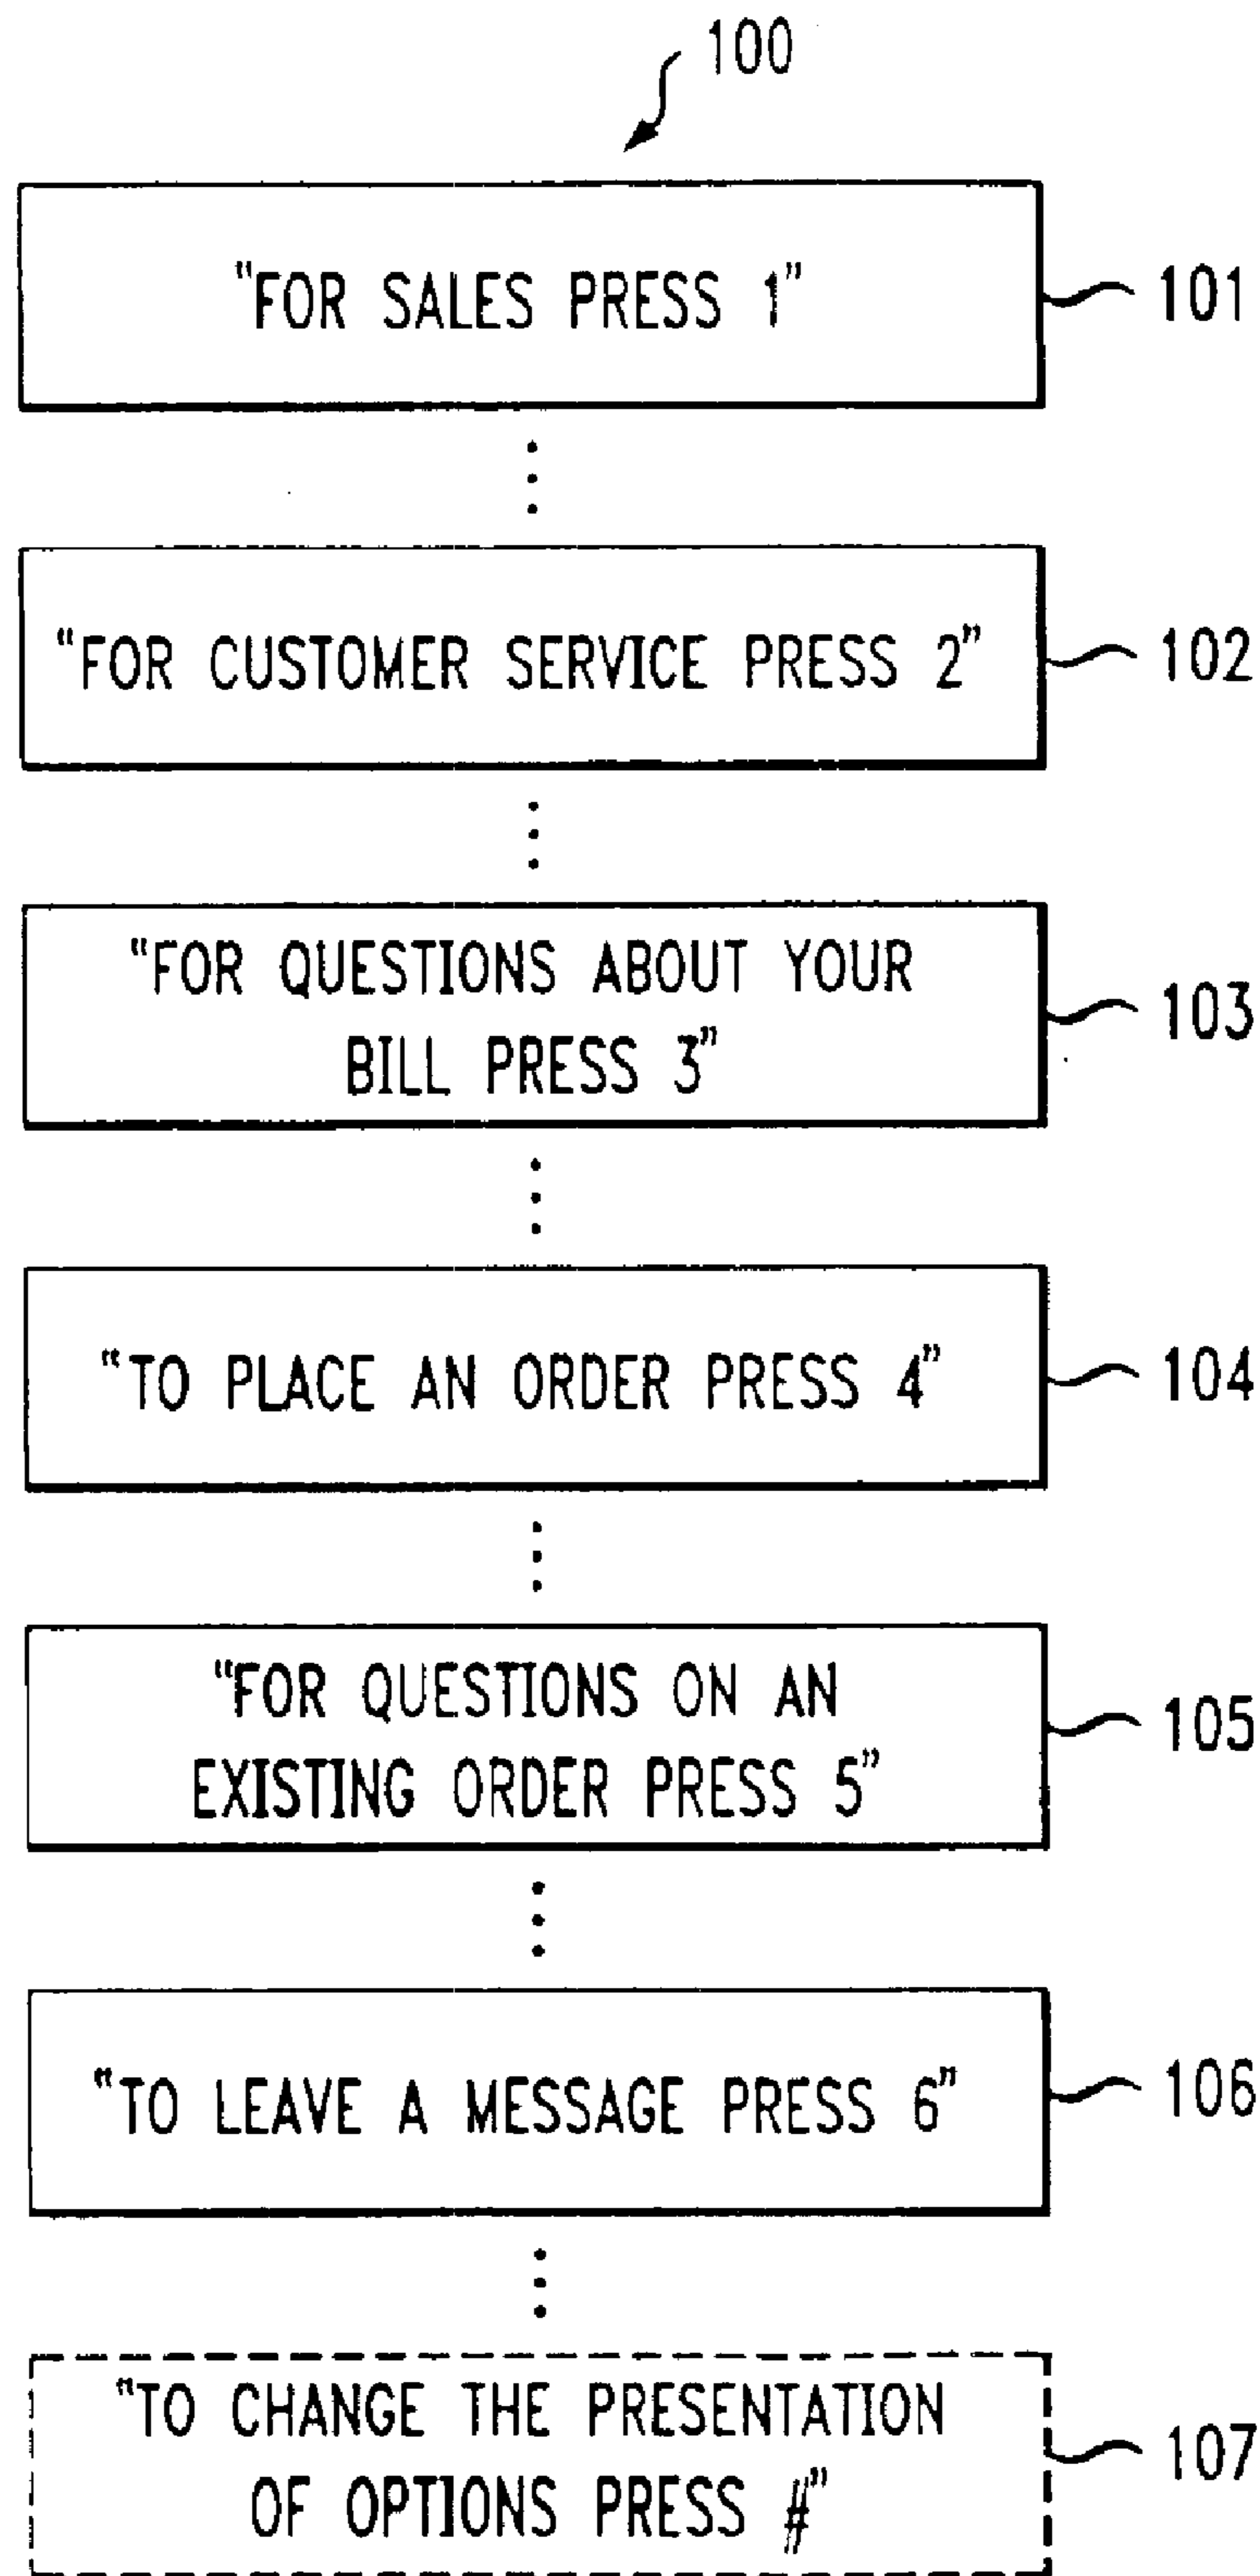 100
"FOR SALES PRESS 1"
101
"FOR CUSTOMER SERVICE PRESS 2"
102
"FOR QUESTIONS ABOUT YOUR
BILL PRESS 3"
103
"TO PLACE AN ORDER PRESS 4"
104
"FOR QUESTIONS ON AN
EXISTING ORDER PRESS 5"
105
"TO LEAVE A MESSAGE PRESS 6"
106
"TO CHANGE THE PRESENTATION
OF OPTIONS PRESS #"
107